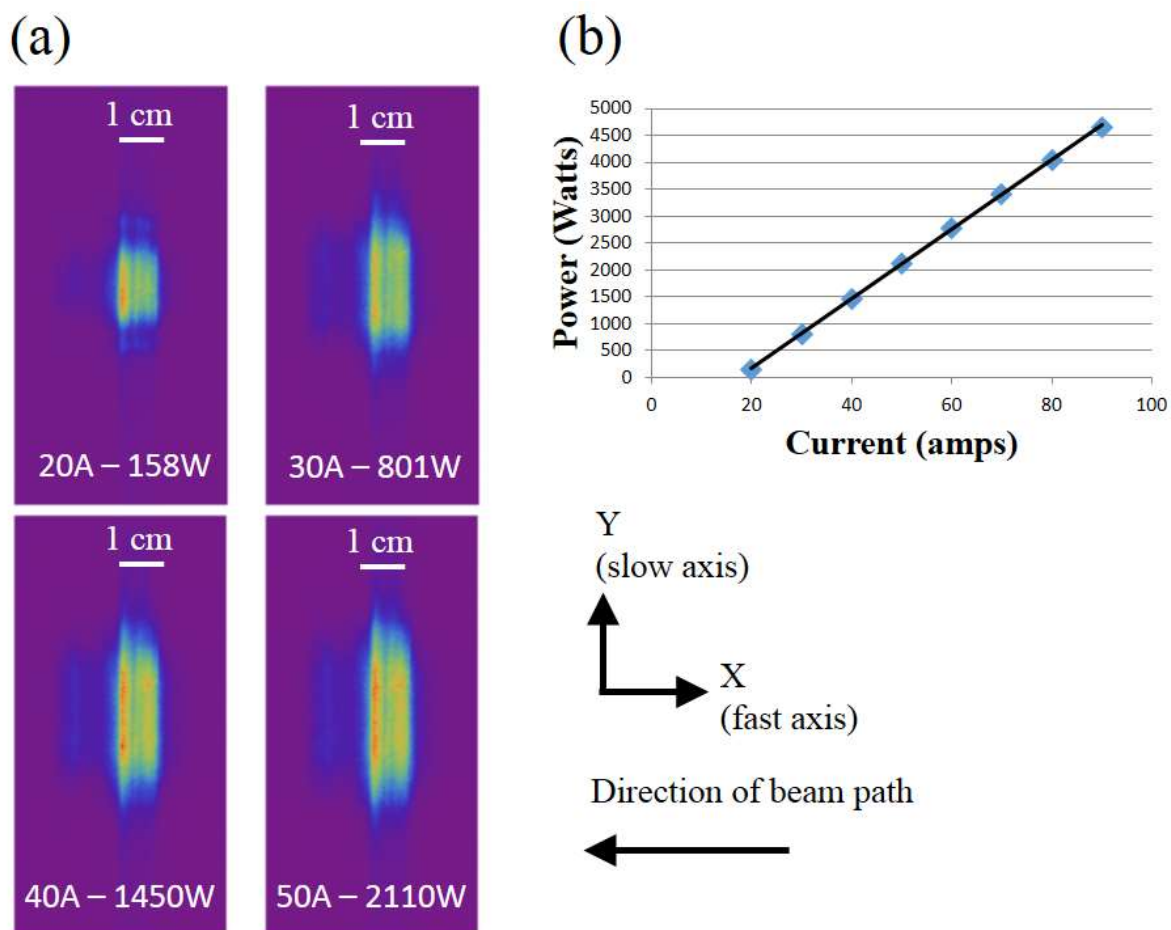 (a)
1 cm
1 cm
20A – 158W
30A – 801W
1 cm
1 cm
40A – 1450W
50A – 2110W
(b)
Power (Watts)
5000
4500
4000
3500
3000
2500
2000
1500
1000
500
0
0 20 40 60 80 100
Current (amps)
Y
(slow axis)
X
(fast axis)
Direction of beam path